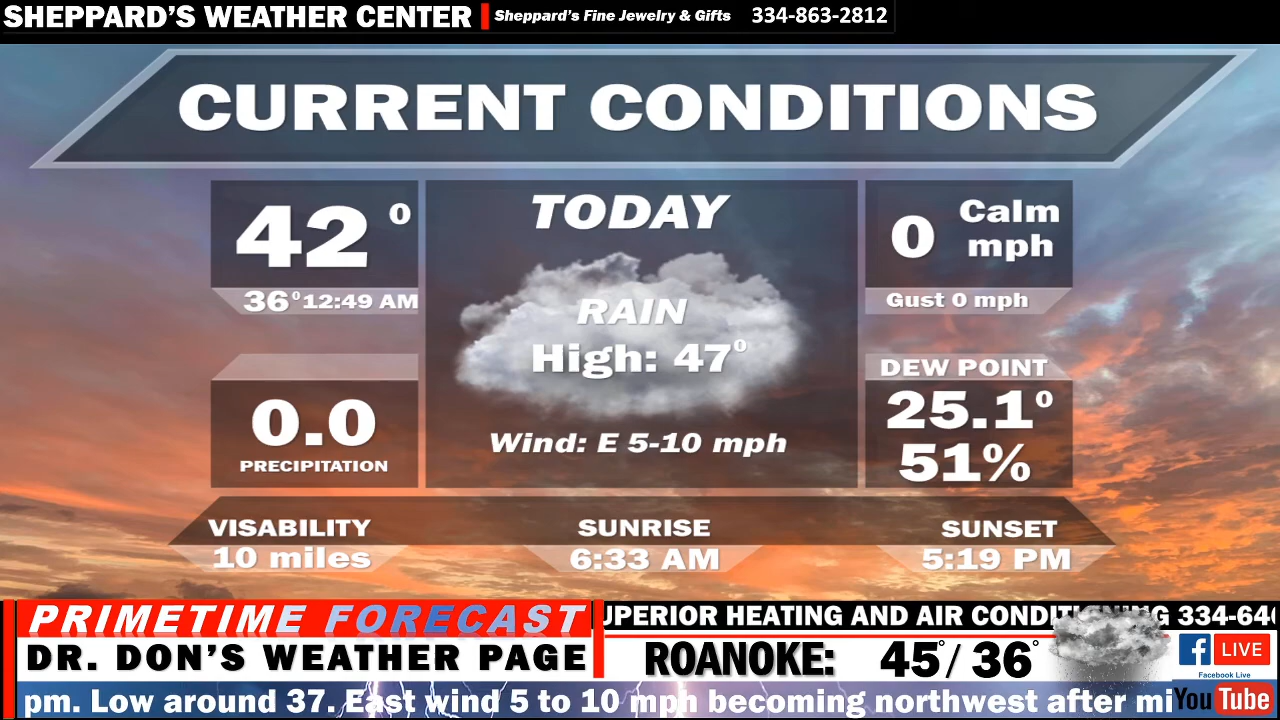 SHEPPARD'S WEATHER CENTER Sheppard's Fine Jewelry & Gifts 334-863-2812
CURRENT CONDITIONS
42°
36° 12:49 AM
TODAY
RAIN
High: 47°
Wind: E 5-10 mph
0 Calm mph
Gust 0 mph
0.0
PRECIPITATION
DEW POINT
25.1°
51%
VISABILITY
10 miles
SUNRISE
6:33 AM
SUNSET
5:19 PM
PRIMETIME FORECAST
UPERIOR HEATING AND AIR CONDITIONING 334-640
DR. DON'S WEATHER PAGE
ROANOKE: 45°/ 36°
f LIVE
Facebook Live
pm. Low around 37. East wind 5 to 10 mph becoming northwest after mi
YouTube